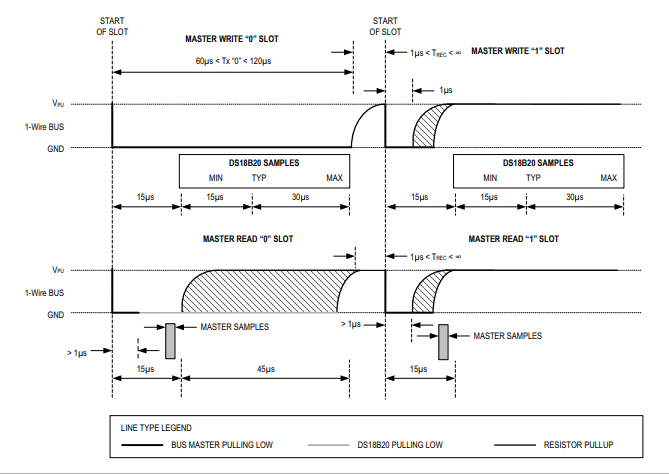 START
OF SLOT
START
OF SLOT
MASTER WRITE “0” SLOT
1µs < TREC < ∞
MASTER WRITE “1” SLOT
60µs < Tx “0” < 120µs
1µs
VPU
1-Wire BUS
GND
DS18B20 SAMPLES
MIN TYP MAX
DS18B20 SAMPLES
MIN TYP MAX
15µs 15µs 30µs
15µs 15µs 30µs
MASTER READ “0” SLOT
MASTER READ “1” SLOT
1µs < TREC < ∞
VPU
1-Wire BUS
GND
MASTER SAMPLES
> 1µs
MASTER SAMPLES
> 1µs
15µs 45µs
15µs
LINE TYPE LEGEND
BUS MASTER PULLING LOW
DS18B20 PULLING LOW
RESISTOR PULLUP